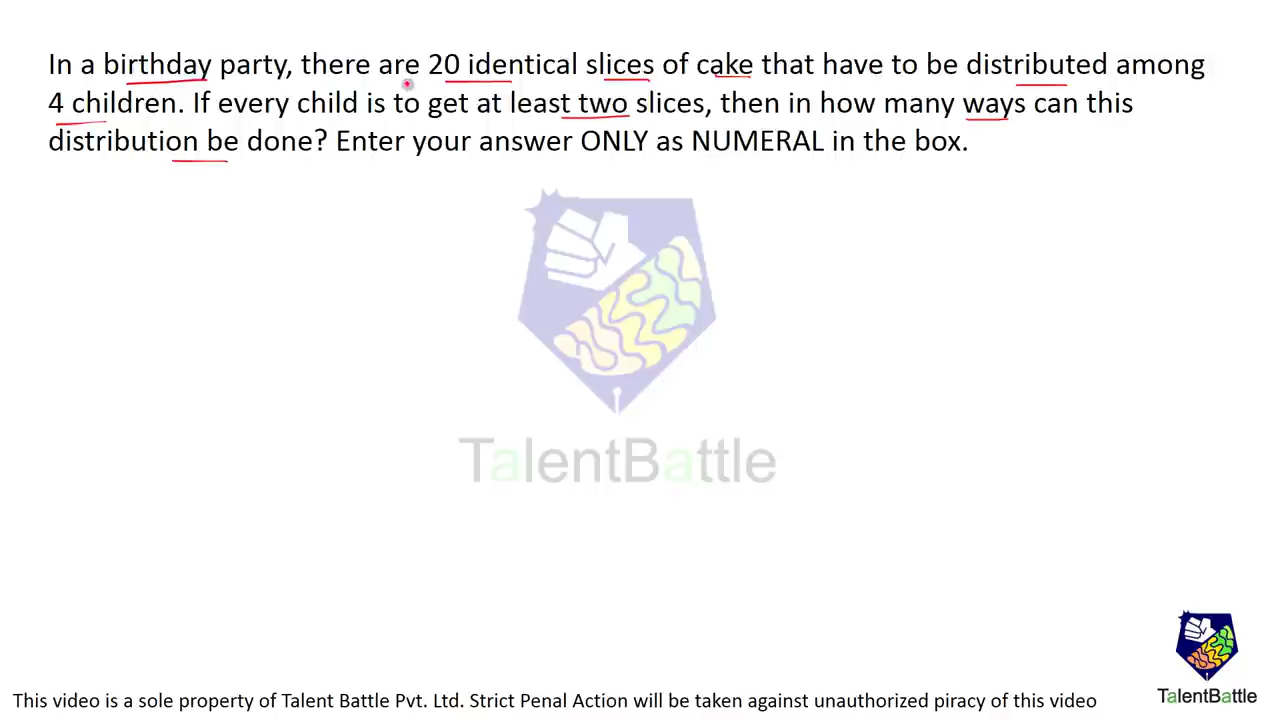 In a birthday party, there are 20 identical slices of cake that have to be distributed among
4 children. If every child is to get at least two slices, then in how many ways can this
distribution be done? Enter your answer ONLY as NUMERAL in the box.
TalentBattle
TalentBattle
This video is a sole property of Talent Battle Pvt. Ltd. Strict Penal Action will be taken against unauthorized piracy of this video